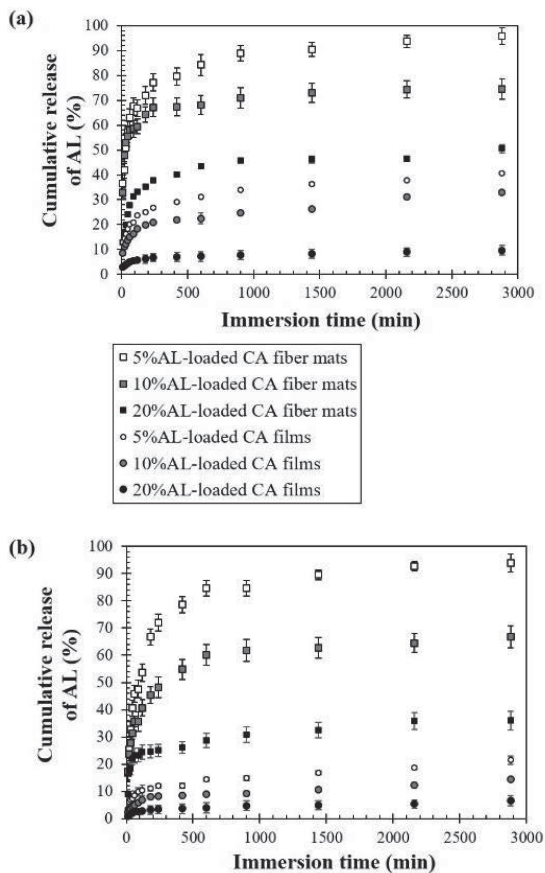 (a)
100
90
80
70
60
50
40
30
20
10
0
Cumulative release
of AL (%)
0 500 1000 1500 2000 2500 3000
Immersion time (min)
5%AL-loaded CA fiber mats
10%AL-loaded CA fiber mats
20%AL-loaded CA fiber mats
5%AL-loaded CA films
10%AL-loaded CA films
20%AL-loaded CA films
(b)
100
90
80
70
60
50
40
30
20
10
0
Cumulative release
of AL (%)
0 500 1000 1500 2000 2500 3000
Immersion time (min)